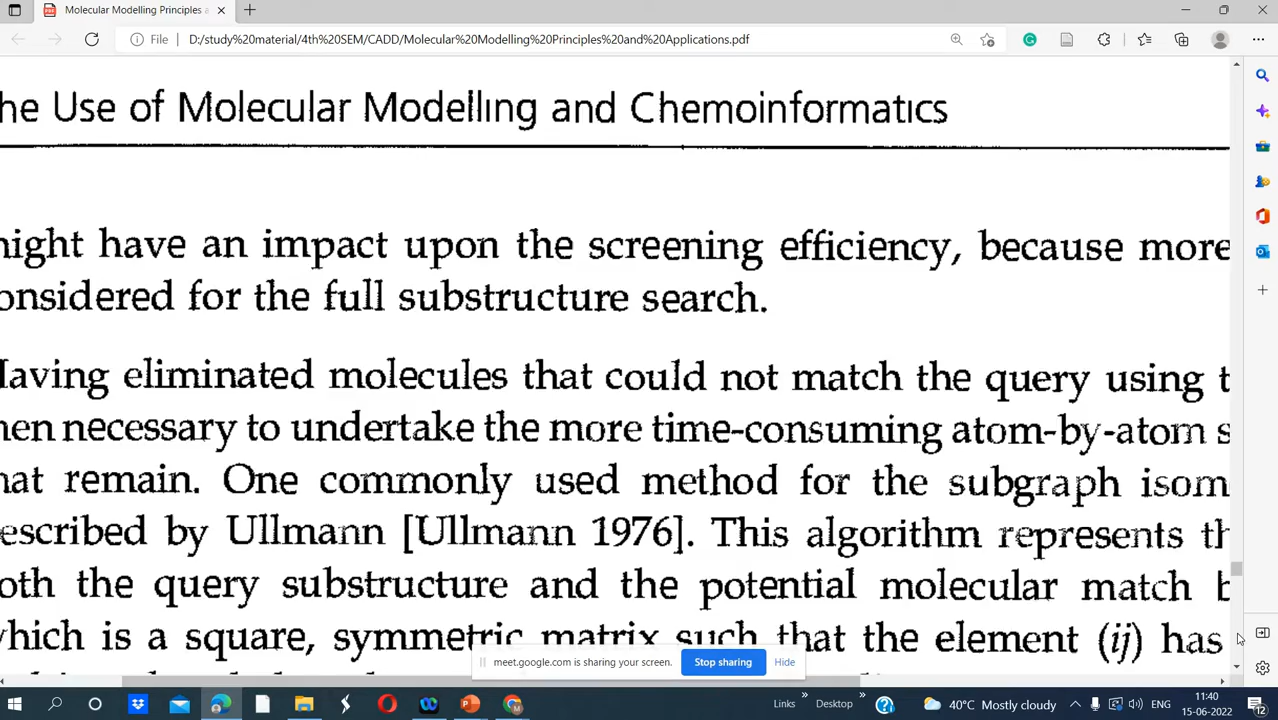 Molecular Modelling Principles a
File
D:/study%20material/4th%20SEM/CADD/Molecular%20Modelling%20Principles%20and%20Applications.pdf
he Use of Molecular Modelling and Chemoinformatics
night have an impact upon the screening efficiency, because more
onsidered for the full substructure search.
Having eliminated molecules that could not match the query using t
hen necessary to undertake the more time-consuming atom-by-atom s
hat remain. One commonly used method for the subgraph isom
escribed by Ullmann [Ullmann 1976]. This algorithm represents th
oth the query substructure and the potential molecular match b
which is a square, symmetric matrix such that the element (ij) has
meet.google.com is sharing your screen. Stop sharing Hide
Links » Desktop » 40°C Mostly cloudy ENG 11:40
15-06-2022 12